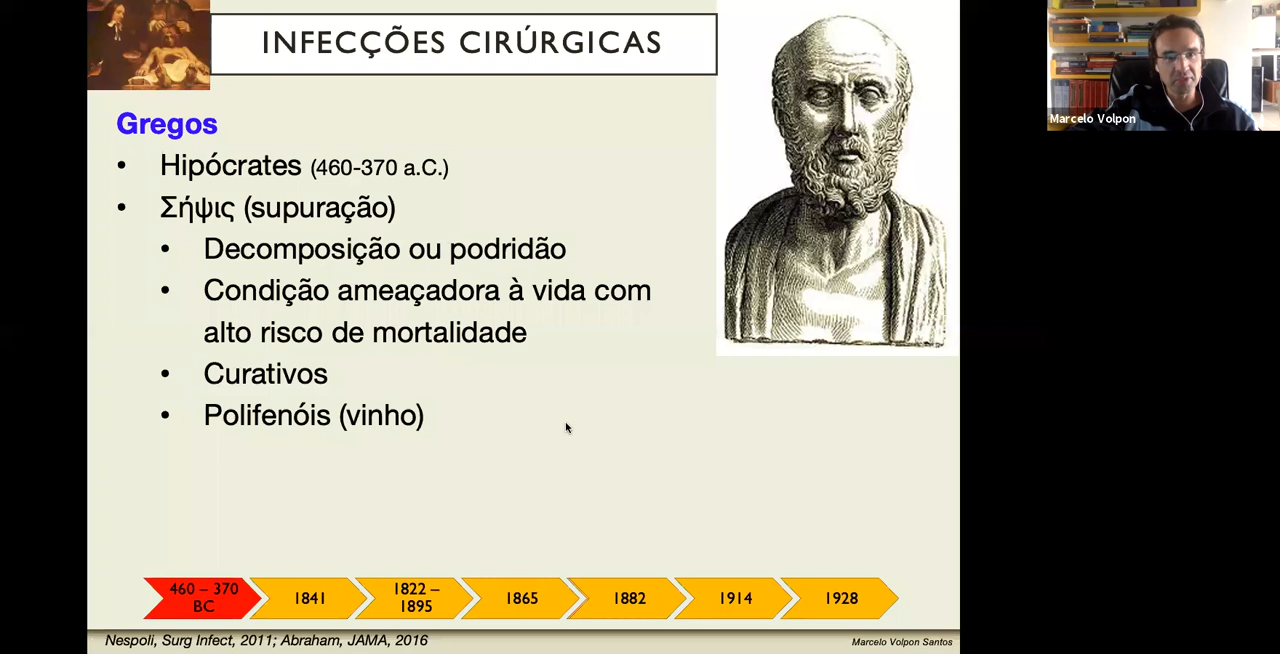 INFECÇÕES CIRÚRGICAS
Marcelo Volpon
Gregos
• Hipócrates (460-370 a.C.)
• Σήψις (supuração)
• Decomposição ou podridão
• Condição ameaçadora à vida com
alto risco de mortalidade
• Curativos
• Polifenóis (vinho)
460 – 370
BC
1841
1822 –
1895
1865
1882
1914
1928
Nespoli, Surg Infect, 2011; Abraham, JAMA, 2016
Marcelo Volpon Santos